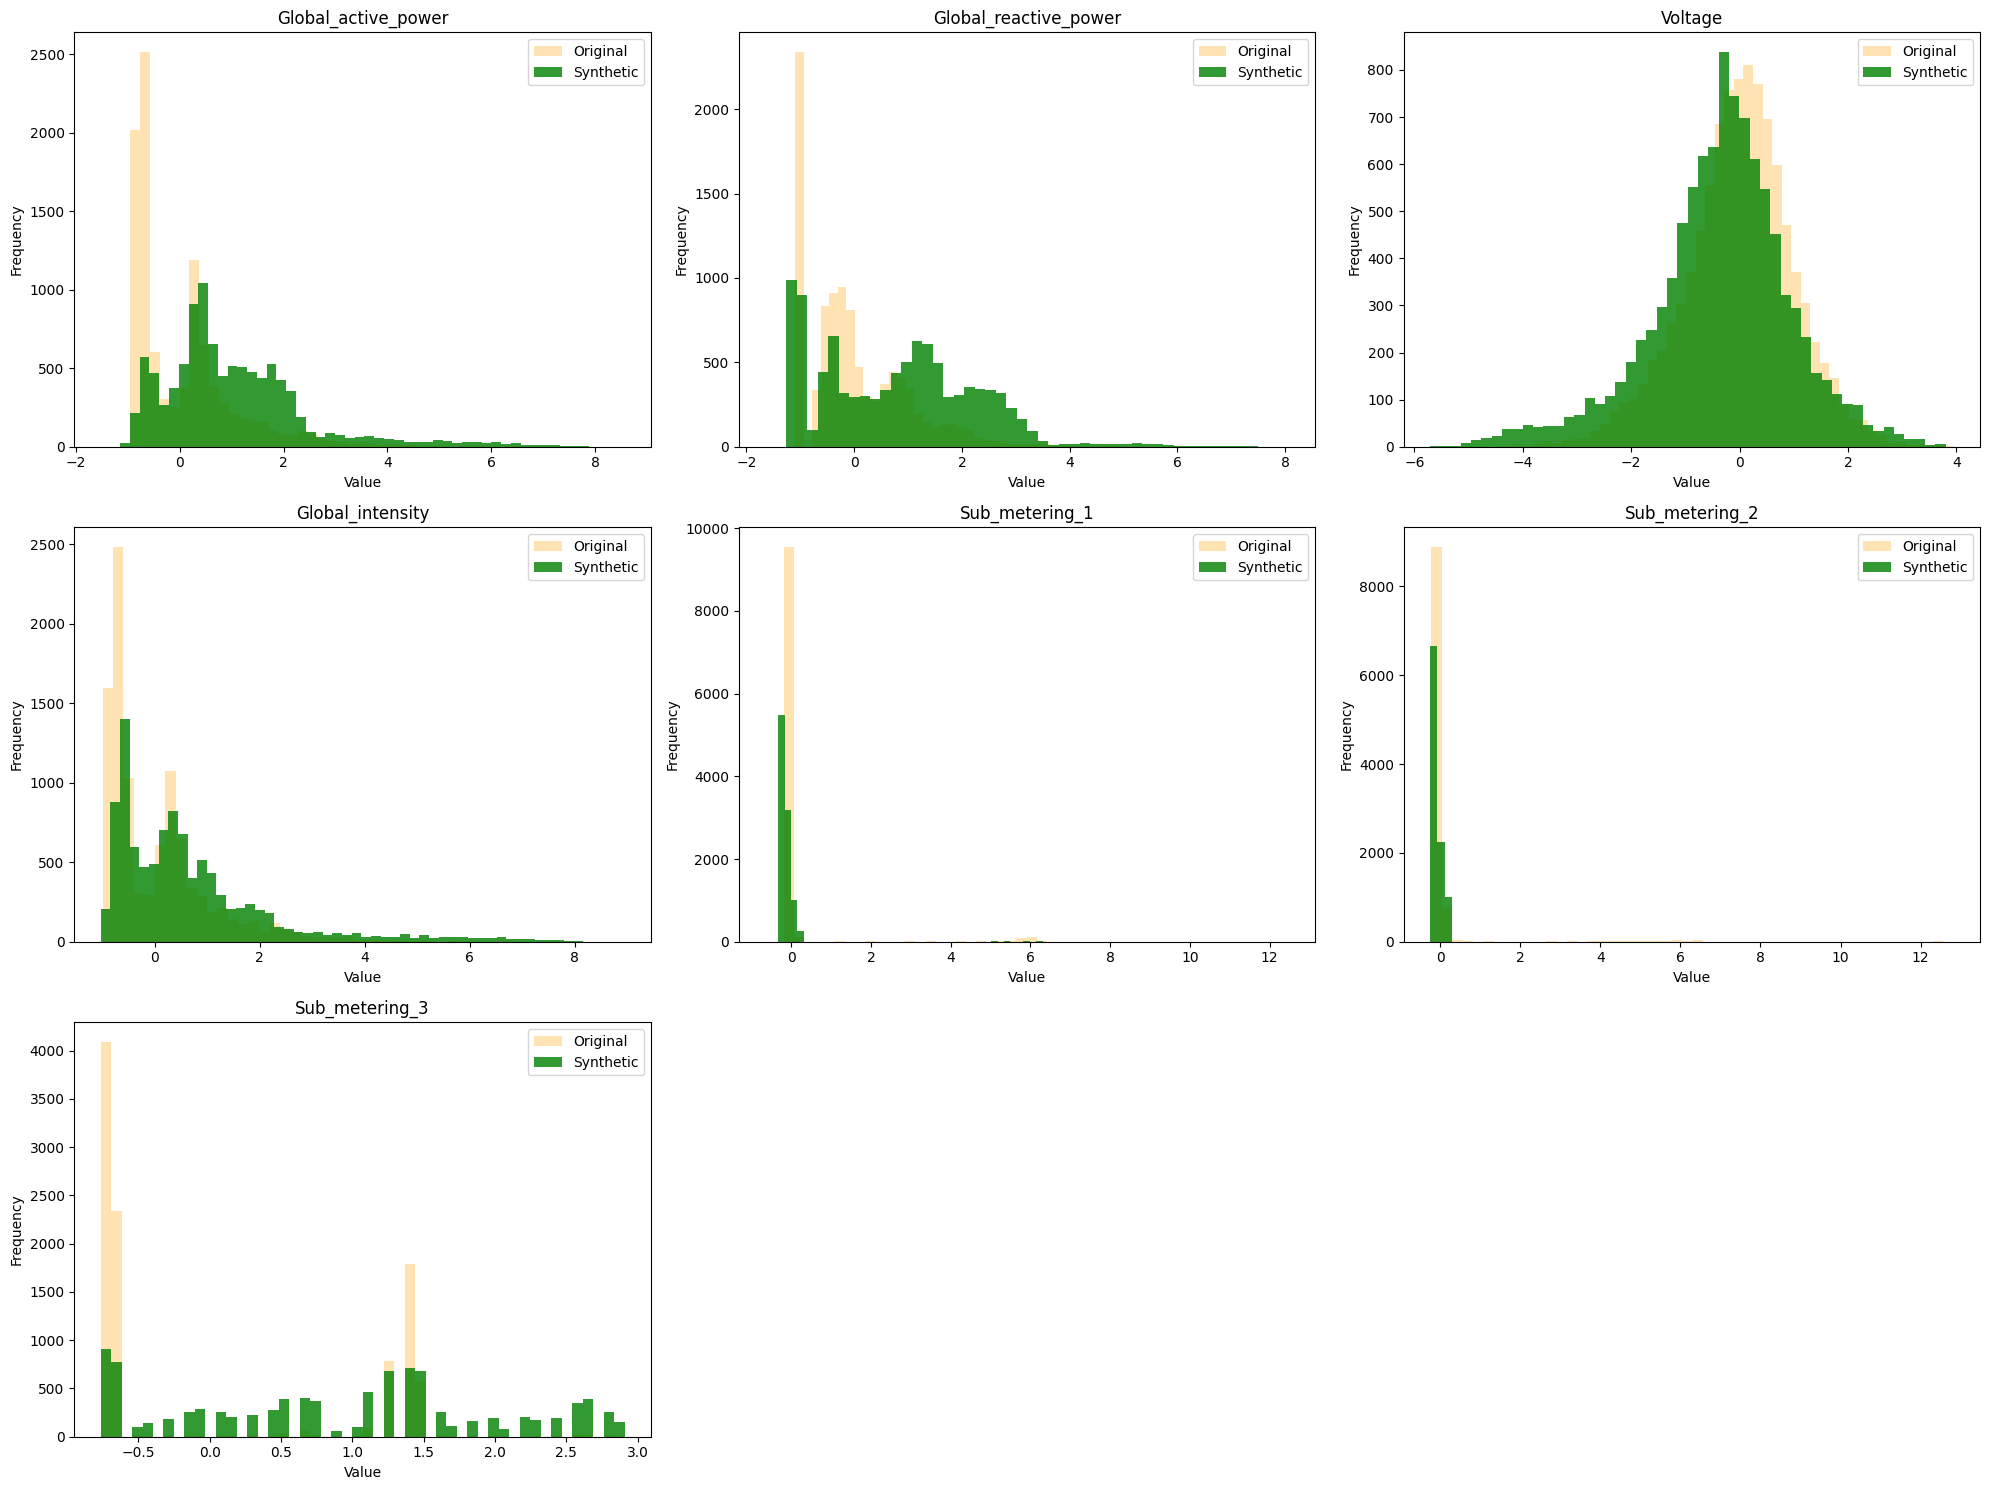 Global_active_power
Original
Synthetic
Frequency
2500
2000
1500
1000
500
0
−2
0
2
4
6
8
Value
Global_reactive_power
Original
Synthetic
Frequency
2000
1500
1000
500
0
−2
0
2
4
6
8
Value
Voltage
Original
Synthetic
Frequency
800
700
600
500
400
300
200
100
0
−6
−4
−2
0
2
4
Value
Global_intensity
Original
Synthetic
Frequency
2500
2000
1500
1000
500
0
0
2
4
6
8
Value
Sub_metering_1
Original
Synthetic
Frequency
10000
8000
6000
4000
2000
0
0
2
4
6
8
10
12
Value
Sub_metering_2
Original
Synthetic
Frequency
8000
6000
4000
2000
0
0
2
4
6
8
10
12
Value
Sub_metering_3
Original
Synthetic
Frequency
4000
3500
3000
2500
2000
1500
1000
500
0
−0.5
0.0
0.5
1.0
1.5
2.0
2.5
3.0
Value